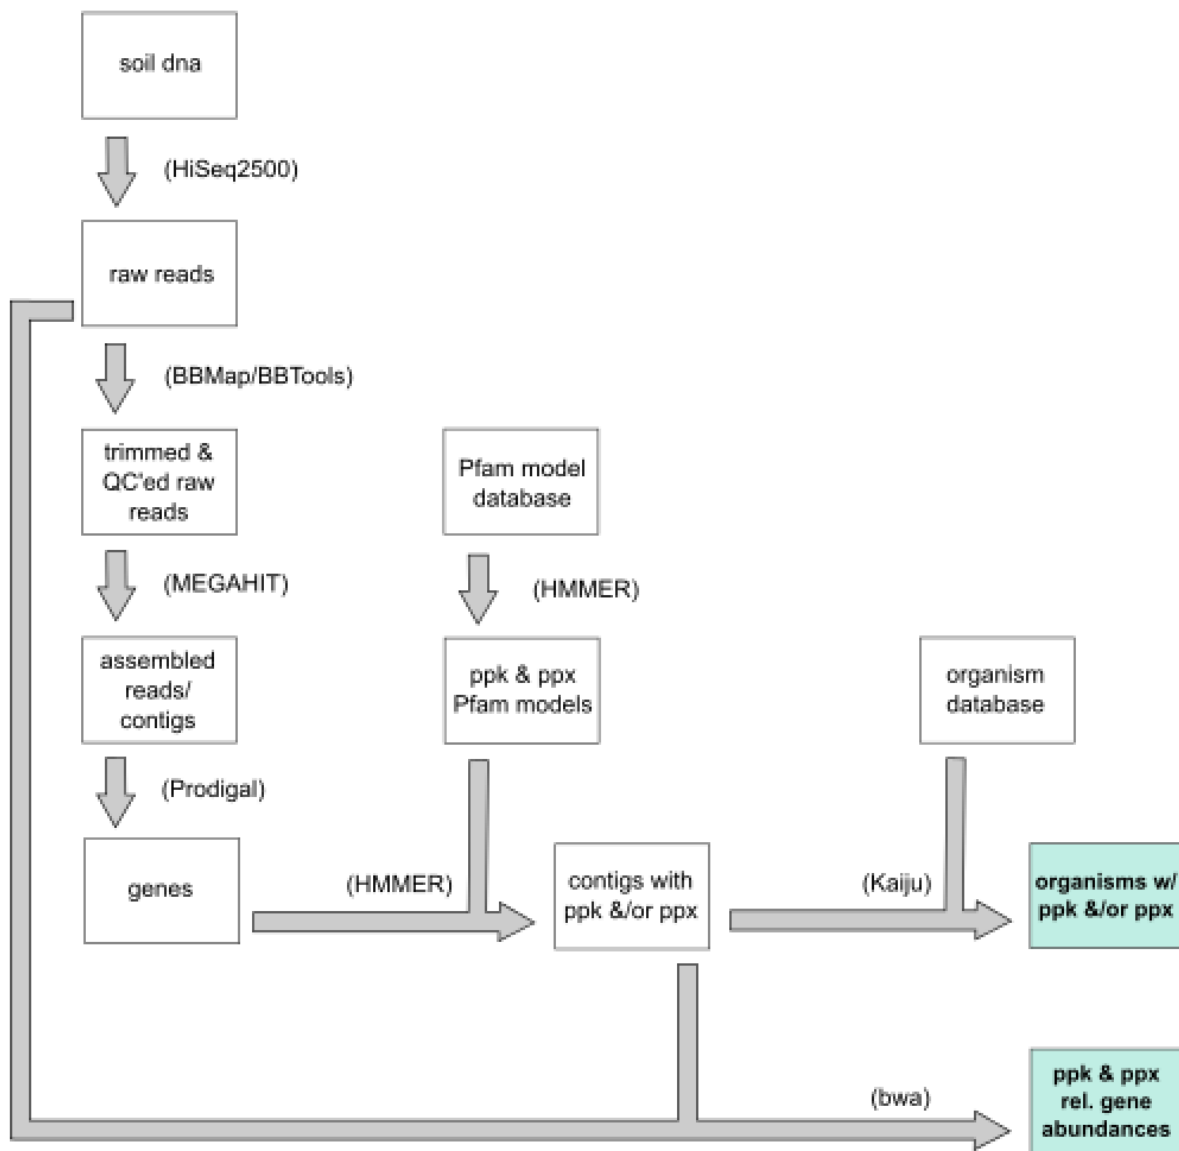 soil dna
(HiSeq2500)
raw reads
(BBMap/BBTools)
trimmed &
QC'ed raw
reads
Pfam model
database
(MEGAHIT)
(HMMER)
assembled
reads/
contigs
ppk & ppx
Pfam models
organism
database
(Prodigal)
genes
(HMMER)
contigs with
ppk &/or ppx
(Kaiju)
organisms w/
ppk &/or ppx
(bwa)
ppk & ppx
rel. gene
abundances